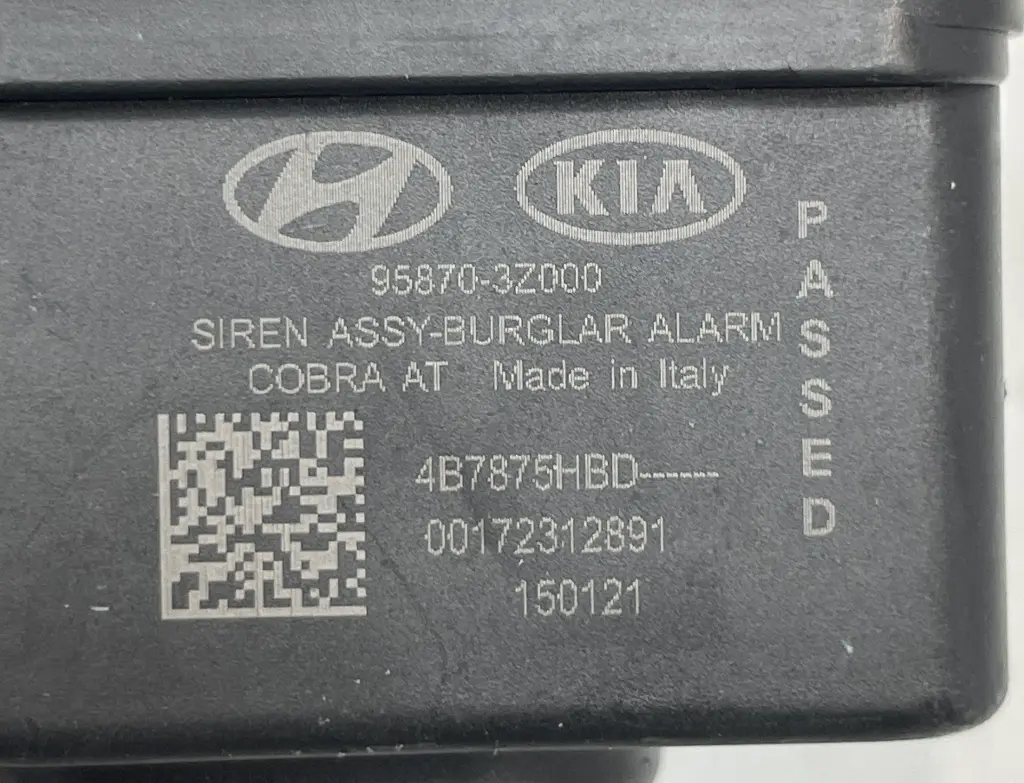 KIA
95870-3Z000
SIREN ASSY-BURGLAR ALARM
COBRA AT Made in Italy
4B7875HBD-----
00172312891
150121
PASSED